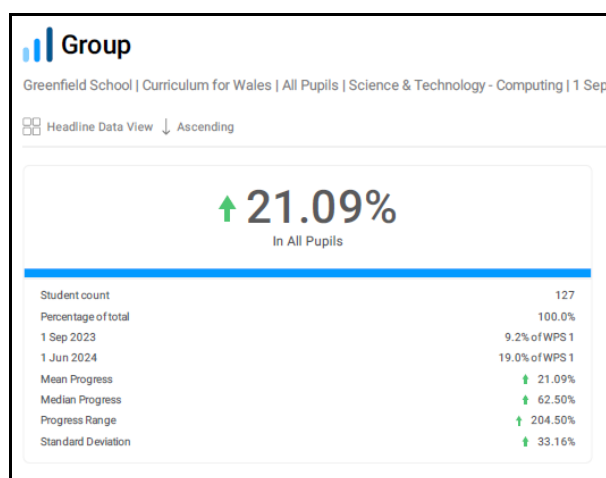 Group
Greenfield School | Curriculum for Wales | All Pupils | Science & Technology - Computing | 1 Sep
Headline Data View Ascending
21.09%
In All Pupils
Student count 127
Percentage of total 100.0%
1 Sep 2023 9.2% of WPS 1
1 Jun 2024 19.0% of WPS 1
Mean Progress 21.09%
Median Progress 62.50%
Progress Range 204.50%
Standard Deviation 33.16%